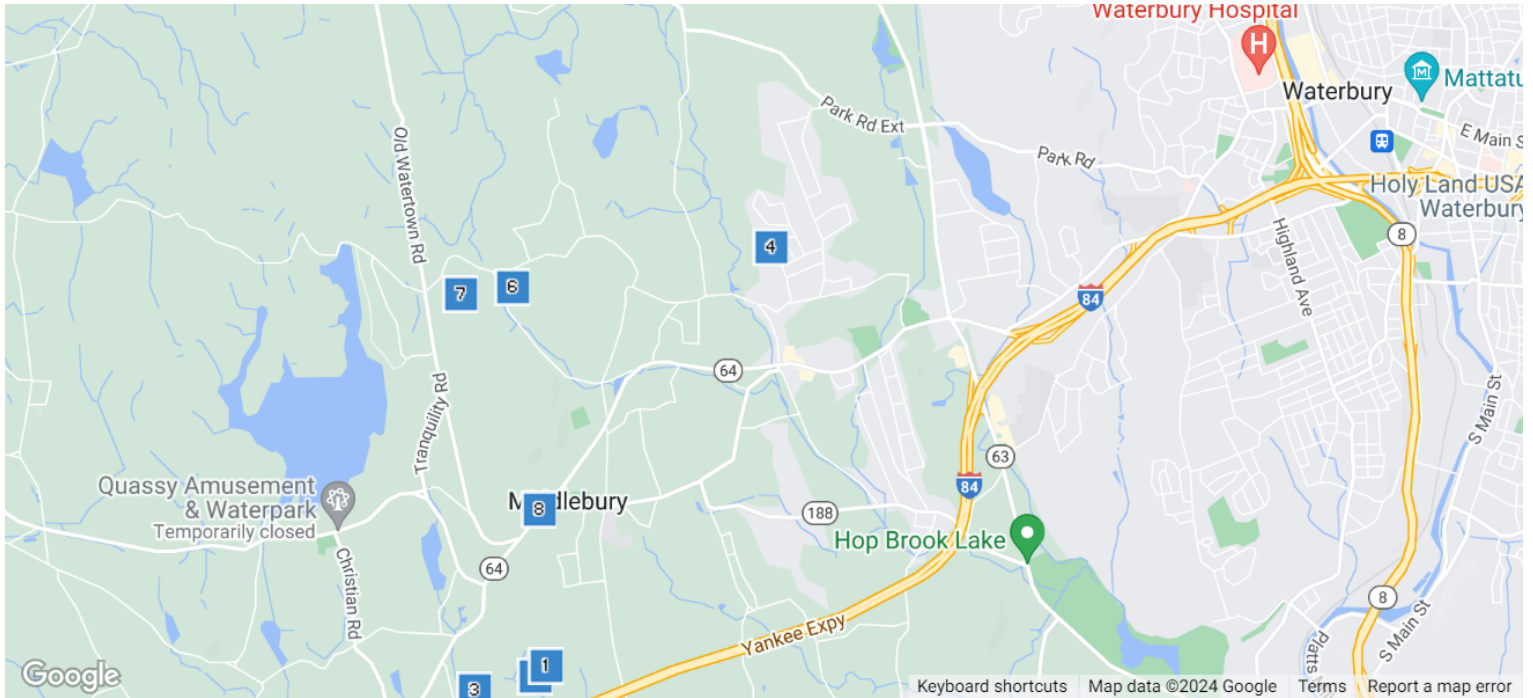 Waterbury Hospital
H
Waterbury
Mattatu
Park Rd Ext
E Main S
Park Rd
Holy Land USA
Waterbury
8
Old Watertown Rd
4
Highland Ave
7
6
84
64
Tranquility Rd
S Main St
63
Quassy Amusement
& Waterpark
Temporarily closed
84
8
188
Hop Brook Lake
64
Christian Rd
8
S Main St
Yankee Expy
Platts
1
3
Google
Keyboard shortcuts
Map data ©2024 Google
Terms
Report a map error